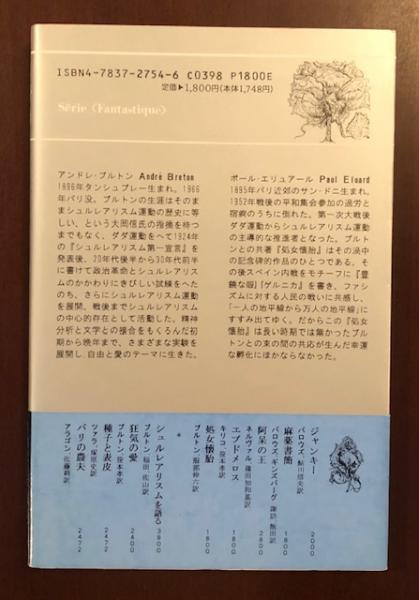 ISBN4-7837-2754-6 C0398 P1800E
定価▶1,800円(本体1,748円)
Série 〈Fantastique〉
アンドレ・ブルトン André Breton
1896年タンシュブレー生まれ。1966
年パリ没。ブルトンの生涯はそのま
まシュルレアリスム運動の歴史に等
しい、という大岡信氏の指摘を待つ
までもなく、ダダ運動をへて1924年
の『シュルレアリスム第一宣言』を
発表後、20年代後半から30年代前半
に書けて政治革命とシュルレアリス
ムのかかわりにきびしい試練をへた
のち、さらにシュルレアリスム運動
を展開、戦後までシュルレアリスム
の中心的存在として活動した。精神
分析と文学との接合をもくろんだ初
期から晩年まで、さまざまな実験を
展開し、自由と愛のテーマに生きた。
ポール・エリュアール Paul Eluard
1895年パリ近郊のサン・ドニ生まれ。
1952年戦後の平和集会参加の過労と
宿痾のうちに倒れた。第一次大戦後
ダダ運動からシュルレアリスム運動
の主導的な推進者となった。ブルト
ンとの共著『処女懐胎』はその渦中
の記念碑的作品のひとつである。そ
の後スペイン内戦をモチーフに『豊
饒な眼』『ゲルニカ』を書き、ファシ
ズムに対する人民の戦いに共感し、
「一人の地平線から万人の地平線」に
すすみ出てゆく。だからこの『処女
懐胎』は長い時期では無かったブルト
ンとの束の間の共応が生んだ幸運
な孵化にほかならなかった。
ジャンキー
バロウズ、鮎川信夫訳 2000
麻薬書簡
バロウズ、ギンズバーグ 諏訪・飯田訳 1800
阿呆の王
ネルヴァル、篠田知和基訳 2800
エブドメロス
キリコ、笹本孝訳 1800
処女懐胎
ブルトン、服部伸六訳 1800
*
シュルレアリスムを語る 3800
ブルトン、稲田・佐山訳
狂気の愛
ブルトン、笹本孝訳 2400
種子と表皮
ツァラ、塚原史訳 2472
パリの農夫
アラゴン、佐藤朔訳 2472